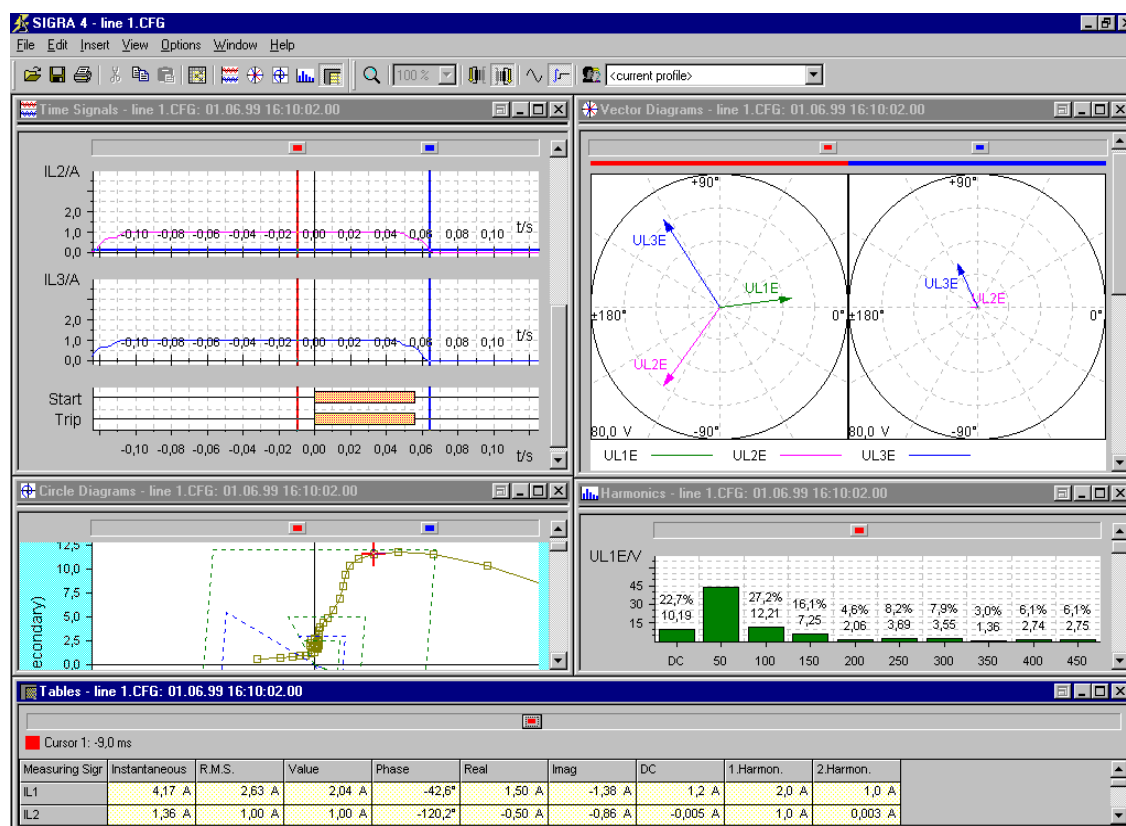 SIGRA 4 - line 1.CFG
File Edit Insert View Options Window Help
100 % <current profile>
Time Signals - line 1.CFG: 01.06.99 16:10:02.00
IL2/A
2,0
1,0
0,0
-0,10 -0,08 -0,06 -0,04 -0,02 0,00 0,02 0,04 0,06 0,08 0,10 t/s
IL3/A
2,0
1,0
0,0
-0,10 -0,08 -0,06 -0,04 -0,02 0,00 0,02 0,04 0,06 0,08 0,10 t/s
Start
Trip
-0,10 -0,08 -0,06 -0,04 -0,02 0,00 0,02 0,04 0,06 0,08 0,10 t/s
Vector Diagrams - line 1.CFG: 01.06.99 16:10:02.00
+90° +90°
UL3E UL1E UL3E UL2E
±180° 0° ±180° 0°
UL2E
80,0 V -90° 80,0 V -90°
UL1E UL2E UL3E
Circle Diagrams - line 1.CFG: 01.06.99 16:10:02.00
12,5
10,0
5,0
2,5
0,0
econdary)
Harmonics - line 1.CFG: 01.06.99 16:10:02.00
UL1E/V
45
30
15
22,7% 27,2% 16,1% 4,6% 8,2% 7,9% 3,0% 6,1% 6,1%
10,19 12,21 7,25 2,06 3,69 3,55 1,36 2,74 2,75
DC 50 100 150 200 250 300 350 400 450
Tables - line 1.CFG: 01.06.99 16:10:02.00
Cursor 1: -9,0 ms
Measuring Sigr Instantaneous R.M.S. Value Phase Real Imag DC 1.Harmon. 2.Harmon.
IL1 4,17 A 2,63 A 2,04 A -42,6° 1,50 A -1,38 A 1,2 A 2,0 A 1,0 A
IL2 1,36 A 1,00 A 1,00 A -120,2° -0,50 A -0,86 A -0,005 A 1,0 A 0,003 A